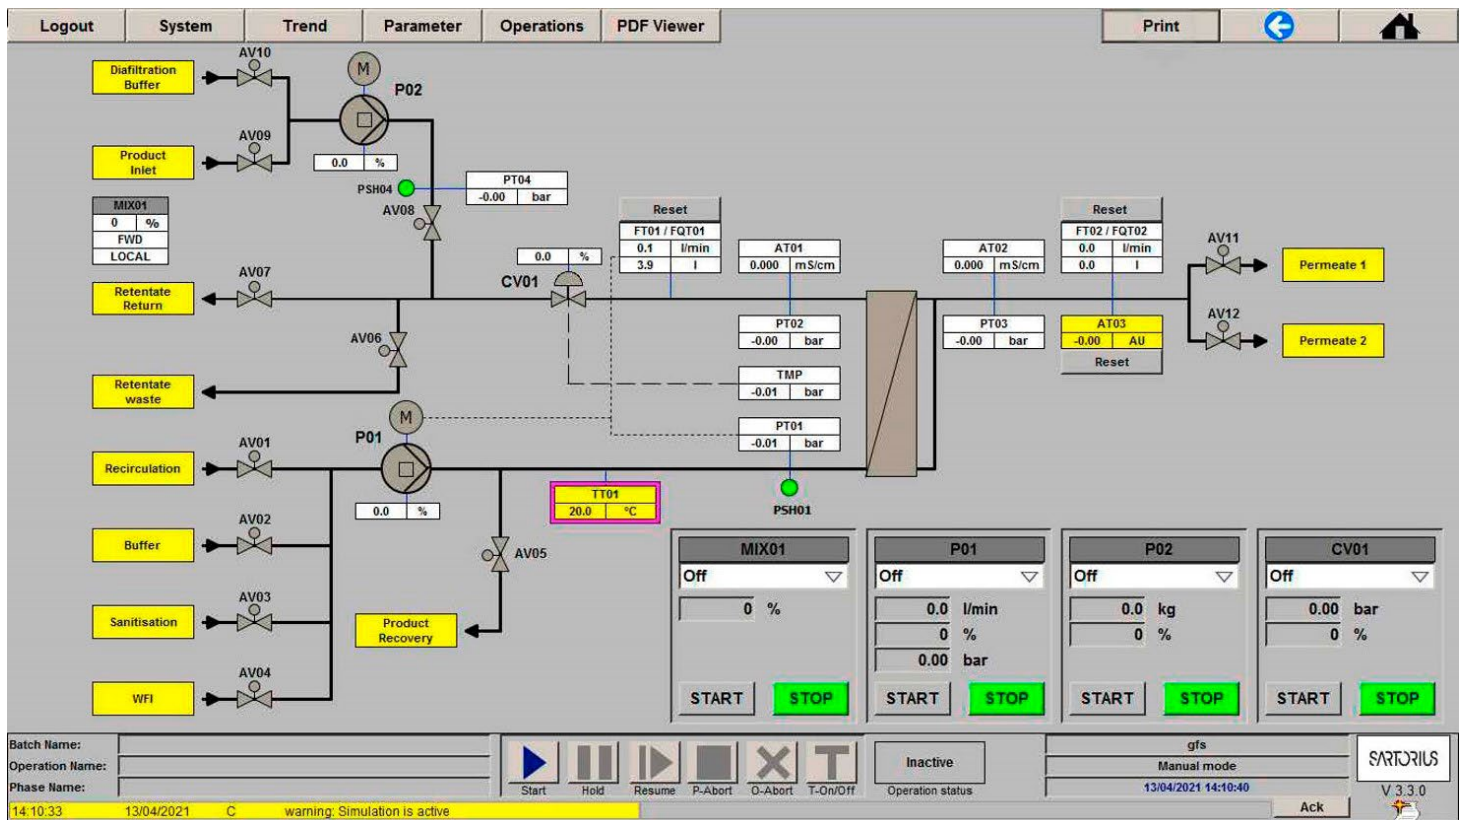 Logout System Trend Parameter Operations PDF Viewer Print
AV10
Diafiltration
Buffer
M
P02
AV09
Product
Inlet
0.0 %
PSH04
PT04
-0.00 bar
MIX01
0 %
FWD
LOCAL
AV08
Reset
FT01 / FQT01
0.1 l/min
3.9 l
AT01
0.000 mS/cm
AT02
0.000 mS/cm
Reset
FT02 / FQT02
0.0 l/min
0.0 l
AV11
Permeate 1
0.0 %
CV01
AV07
Retentate
Return
PT02
-0.00 bar
PT03
-0.00 bar
AT03
-0.00 AU
Reset
AV12
Permeate 2
AV06
TMP
-0.01 bar
Retentate
waste
M
P01
PT01
-0.01 bar
AV01
Recirculation
0.0 %
TT01
20.0 °C
PSH01
AV02
Buffer
AV05
AV03
Sanitisation
Product
Recovery
AV04
WFI
MIX01
Off
0 %
START STOP
P01
Off
0.0 l/min
0 %
0.00 bar
START STOP
P02
Off
0.0 kg
0 %
START STOP
CV01
Off
0.00 bar
0 %
START STOP
Batch Name:
Operation Name:
Phase Name:
Start Hold Resume P-Abort O-Abort T-On/Off
T
Inactive
Operation status
gfs
Manual mode
13/04/2021 14:10:40
SARTORIUS
V 3.3.0
14:10:33 13/04/2021 C warning: Simulation is active
Ack